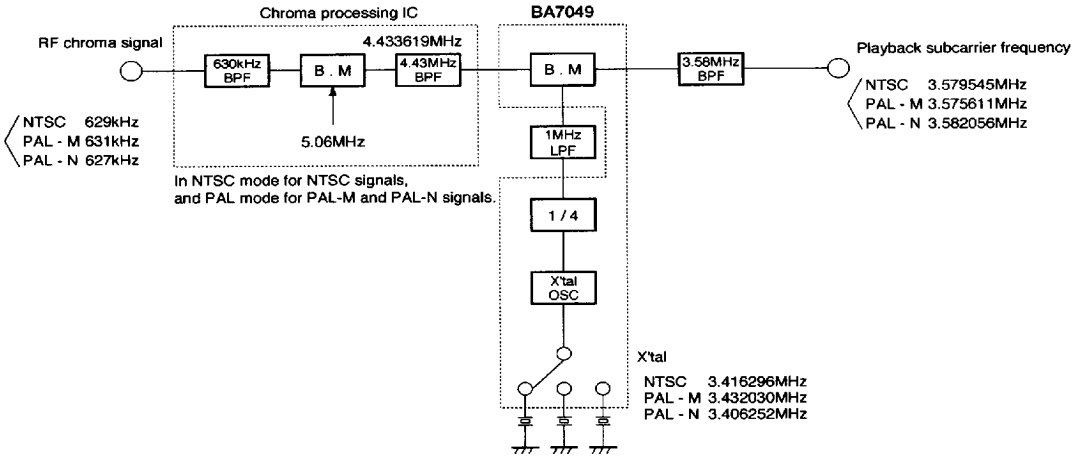 Chroma processing IC
BA7049
RF chroma signal
4.433619MHz
Playback subcarrier frequency
630kHz
BPF
B . M
4.43MHz
BPF
B . M
3.58MHz
BPF
NTSC 3.579545MHz
PAL - M 3.575611MHz
PAL - N 3.582056MHz
NTSC 629kHz
PAL - M 631kHz
PAL - N 627kHz
5.06MHz
1MHz
LPF
In NTSC mode for NTSC signals,
and PAL mode for PAL-M and PAL-N signals.
1 / 4
X'tal
OSC
X'tal
NTSC 3.416296MHz
PAL - M 3.432030MHz
PAL - N 3.406252MHz